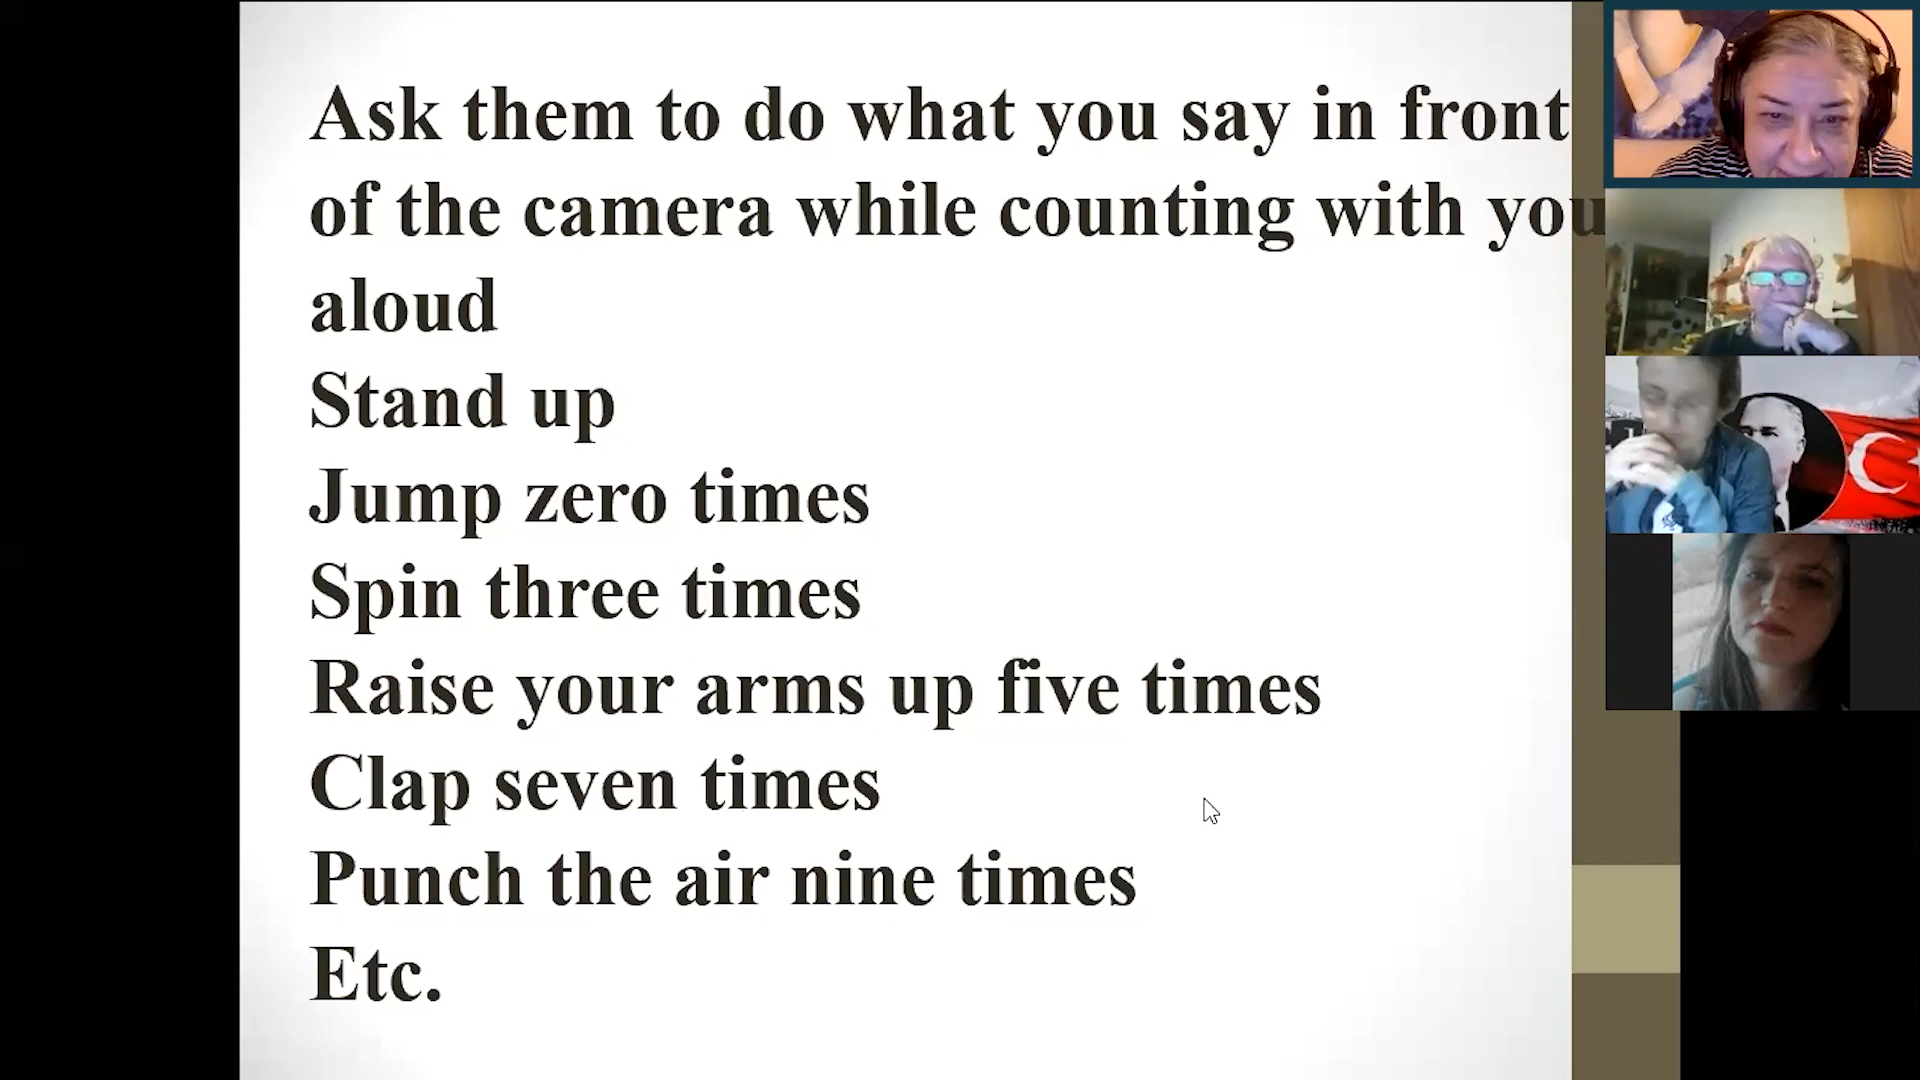 Ask them to do what you say in front
of the camera while counting with you
aloud
Stand up
Jump zero times
Spin three times
Raise your arms up five times
Clap seven times
Punch the air nine times
Etc.